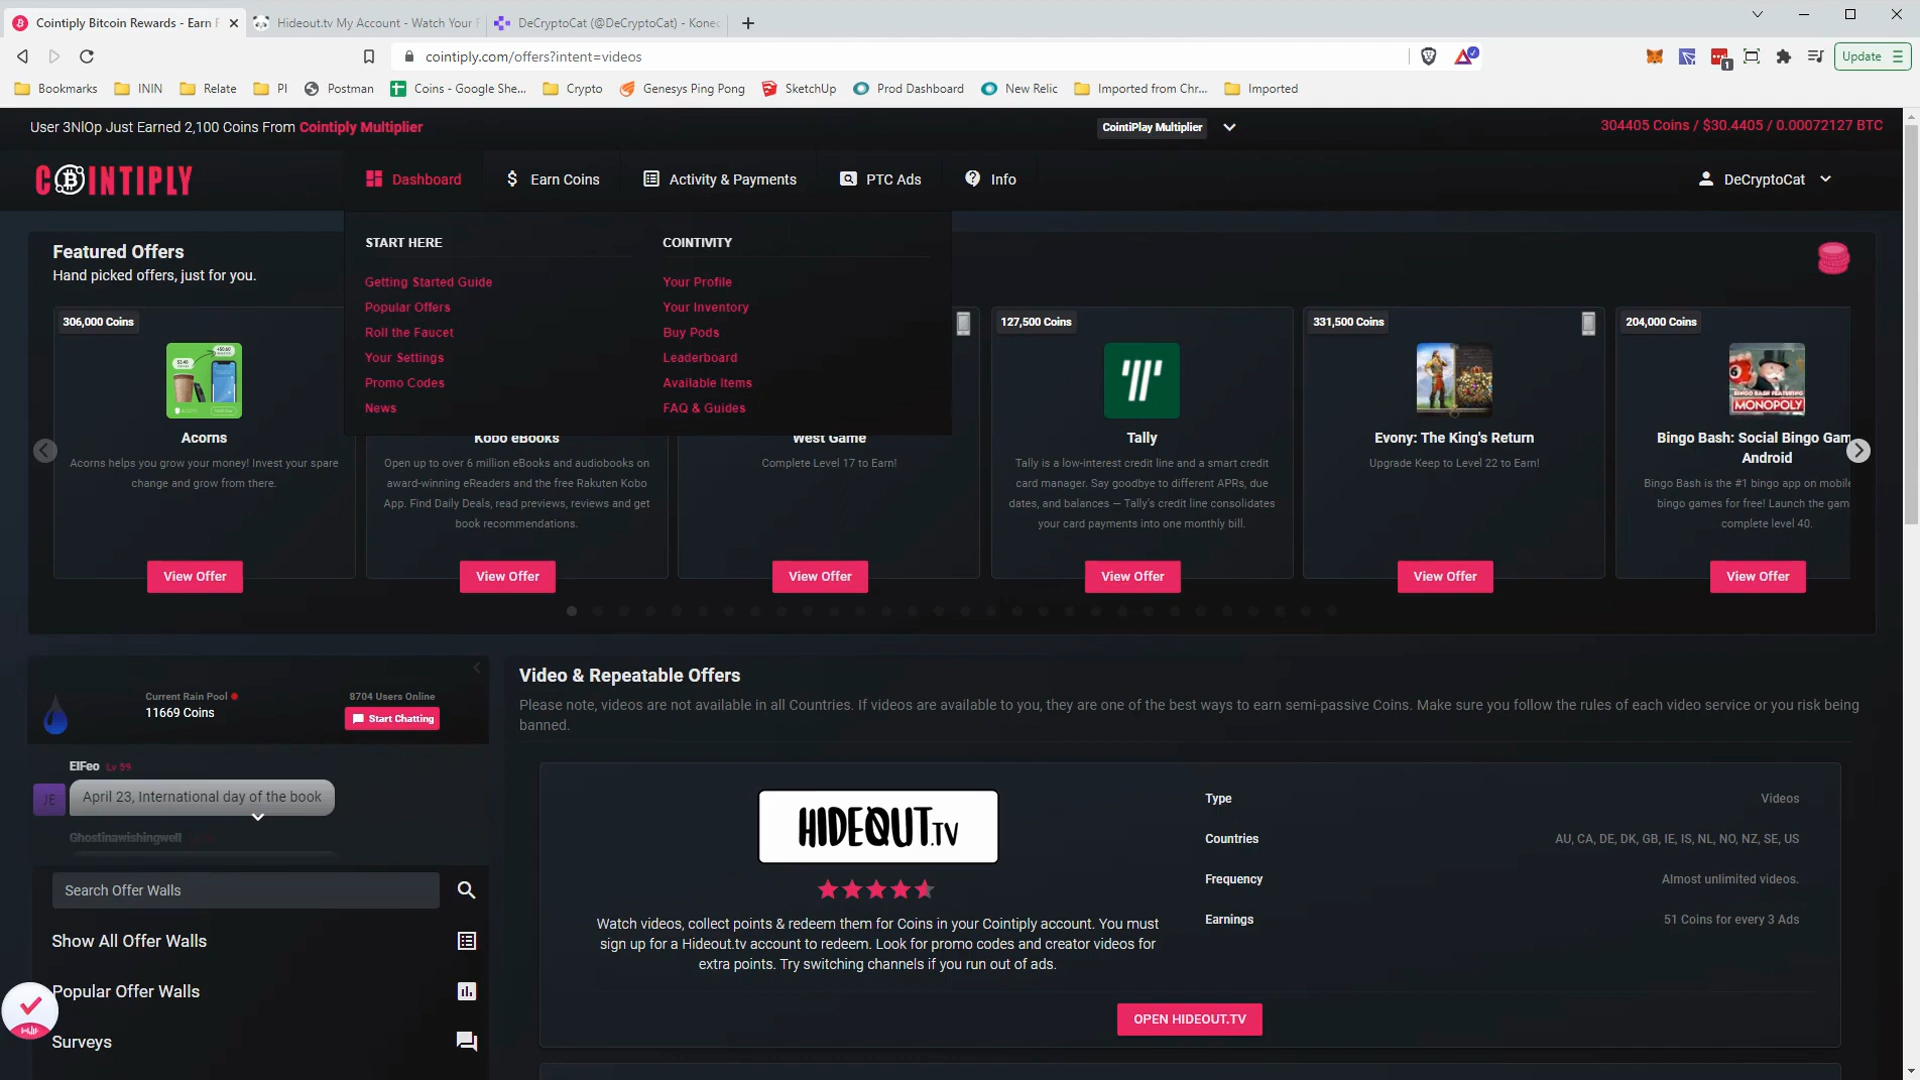 Cointiply Bitcoin Rewards - Earn F
Hideout.tv My Account - Watch Your F
DeCryptoCat (@DeCryptoCat) - Konec
cointiply.com/offers?intent=videos
Update
Bookmarks
ININ
Relate
PI
Postman
Coins - Google She...
Crypto
Genesys Ping Pong
SketchUp
Prod Dashboard
New Relic
Imported from Chr...
Imported
User 3NlOp Just Earned 2,100 Coins From Cointiply Multiplier
CointiPlay Multiplier
304405 Coins / $30.4405 / 0.00072127 BTC
COINTIPLY
Dashboard
Earn Coins
Activity & Payments
PTC Ads
Info
DeCryptoCat
START HERE
Getting Started Guide
Popular Offers
Roll the Faucet
Your Settings
Promo Codes
News
COINTIVITY
Your Profile
Your Inventory
Buy Pods
Leaderboard
Available Items
FAQ & Guides
Featured Offers
Hand picked offers, just for you.
306,000 Coins
Acorns
Acorns helps you grow your money! Invest your spare
change and grow from there.
View Offer
Kobo eBooks
Open up to over 6 million eBooks and audiobooks on
award-winning eReaders and the free Rakuten Kobo
App. Find Daily Deals, read previews, reviews and get
book recommendations.
View Offer
West Game
Complete Level 17 to Earn!
View Offer
127,500 Coins
Tally
Tally is a low-interest credit line and a smart credit
card manager. Say goodbye to different APRs, due
dates, and balances — Tally's credit line consolidates
your card payments into one monthly bill.
View Offer
331,500 Coins
Evony: The King's Return
Upgrade Keep to Level 22 to Earn!
View Offer
204,000 Coins
MONOPOLY
Bingo Bash: Social Bingo Gam
Android
Bingo Bash is the #1 bingo app on mobile
bingo games for free! Launch the gam
complete level 40.
View Offer
Current Rain Pool
11669 Coins
8704 Users Online
Start Chatting
ElFeo Lv 59
JE
April 23, International day of the book
Ghostinawishingwell
Search Offer Walls
Show All Offer Walls
Popular Offer Walls
Surveys
Video & Repeatable Offers
Please note, videos are not available in all Countries. If videos are available to you, they are one of the best ways to earn semi-passive Coins. Make sure you follow the rules of each video service or you risk being
banned.
HIDEOUT.TV
Watch videos, collect points & redeem them for Coins in your Cointiply account. You must
sign up for a Hideout.tv account to redeem. Look for promo codes and creator videos for
extra points. Try switching channels if you run out of ads.
Type
Videos
Countries
AU, CA, DE, DK, GB, IE, IS, NL, NO, NZ, SE, US
Frequency
Almost unlimited videos.
Earnings
51 Coins for every 3 Ads
OPEN HIDEOUT.TV